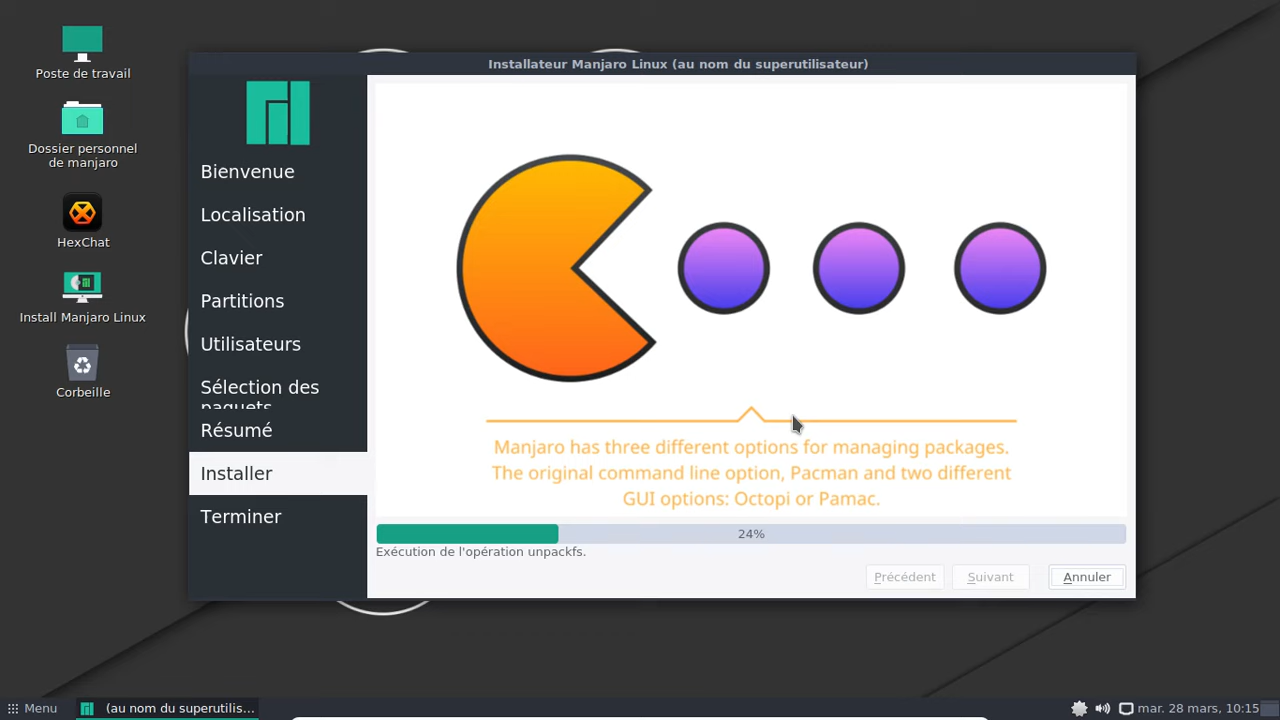 Installateur Manjaro Linux (au nom du superutilisateur)
Poste de travail
Dossier personnel
de manjaro
HexChat
Install Manjaro Linux
Corbeille
Bienvenue
Localisation
Clavier
Partitions
Utilisateurs
Sélection des
paquets
Résumé
Installer
Terminer
Manjaro has three different options for managing packages.
The original command line option, Pacman and two different
GUI options: Octopi or Pamac.
24%
Exécution de l'opération unpackfs.
Précédent
Suivant
Annuler
Menu
(au nom du superutilis...
mar. 28 mars, 10:15